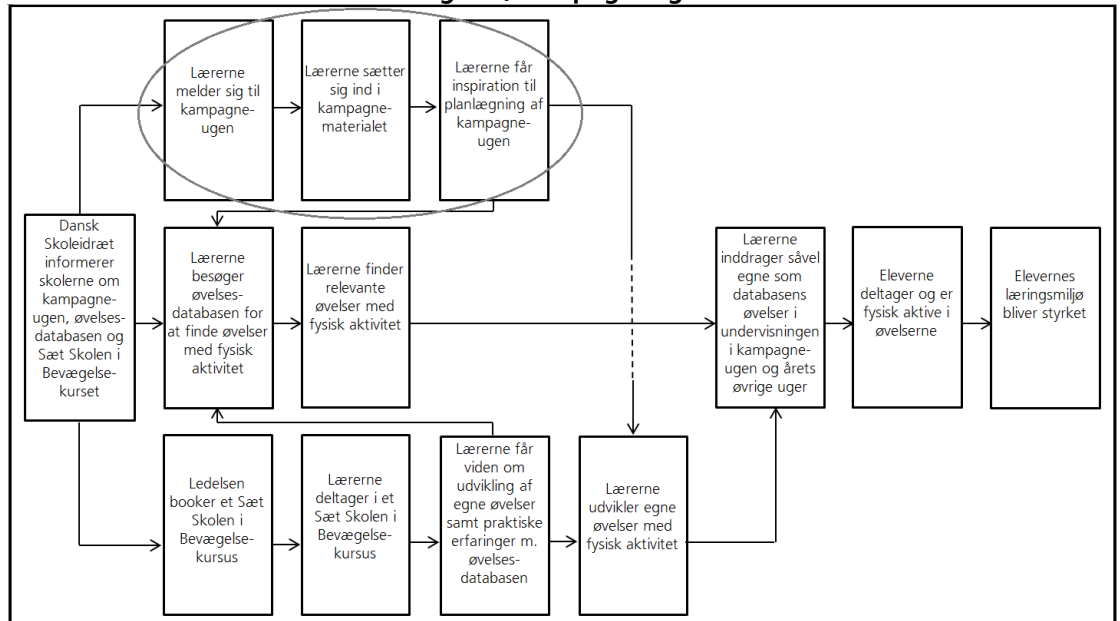 Lærerne
melder sig til
kampagne-
ugen
Lærerne sætter
sig ind i
kampagne-
materialet
Lærerne får
inspiration til
planlægning af
kampagne-
ugen
Dansk
Skoleidræt
informerer
skolerne om
kampagne-
ugen, øvelses-
databasen og
Sæt Skolen i
Bevægelse-
kurset
Lærerne
besøger
øvelses-
databasen for
at finde øvelser
med fysisk
aktivitet
Lærerne finder
relevante
øvelser med
fysisk aktivitet
Lærerne
inddrager såvel
egne som
databasens
øvelser i
undervisningen
i kampagne-
ugen og årets
øvrige uger
Eleverne
deltager og er
fysisk aktive i
øvelserne
Elevernes
læringsmiljø
bliver styrket
Ledelsen
booker et Sæt
Skolen i
Bevægelse-
kursus
Lærerne
deltager i et
Sæt Skolen i
Bevægelse-
kursus
Lærerne får
viden om
udvikling af
egne øvelser
samt praktiske
erfaringer m.
øvelses-
databasen
Lærerne
udvikler egne
øvelser med
fysisk aktivitet